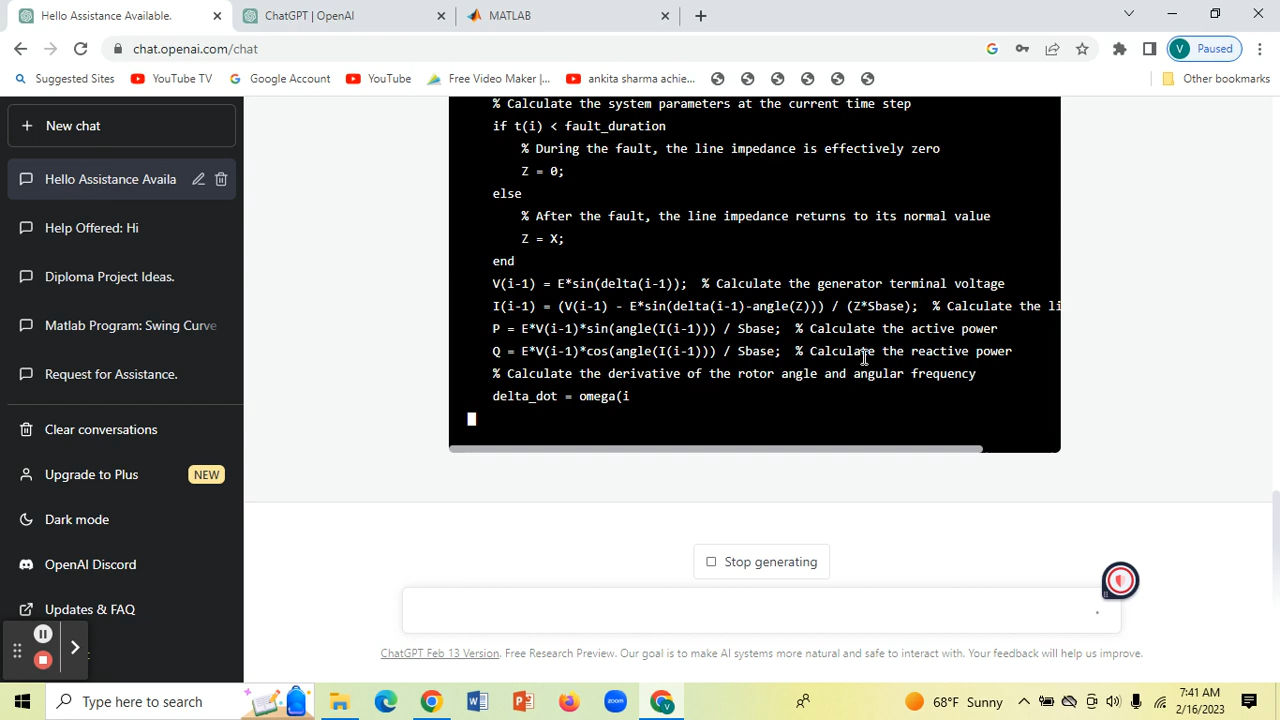 Hello Assistance Available.
ChatGPT | OpenAI
MATLAB
chat.openai.com/chat
V
Paused
Suggested Sites
YouTube TV
Google Account
YouTube
Free Video Maker |...
ankita sharma achie...
Other bookmarks
New chat
Hello Assistance Availa
Help Offered: Hi
Diploma Project Ideas.
Matlab Program: Swing Curve
Request for Assistance.
Clear conversations
Upgrade to Plus
NEW
Dark mode
OpenAI Discord
Updates & FAQ
% Calculate the system parameters at the current time step
if t(i) < fault_duration
% During the fault, the line impedance is effectively zero
Z = 0;
else
% After the fault, the line impedance returns to its normal value
Z = X;
end
V(i-1) = E*sin(delta(i-1)); % Calculate the generator terminal voltage
I(i-1) = (V(i-1) - E*sin(delta(i-1)-angle(Z))) / (Z*Sbase); % Calculate the li
P = E*V(i-1)*sin(angle(I(i-1))) / Sbase; % Calculate the active power
Q = E*V(i-1)*cos(angle(I(i-1))) / Sbase; % Calculate the reactive power
% Calculate the derivative of the rotor angle and angular frequency
delta_dot = omega(i
Stop generating
ChatGPT Feb 13 Version. Free Research Preview. Our goal is to make AI systems more natural and safe to interact with. Your feedback will help us improve.
Type here to search
68°F Sunny
7:41 AM
2/16/2023